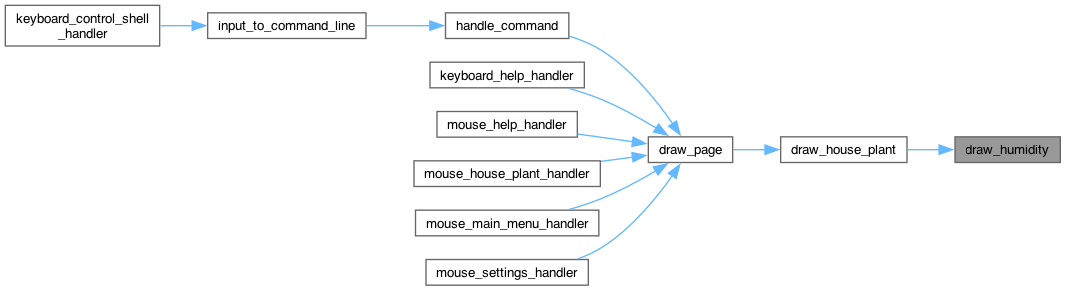 keyboard_control_shell
_handler
input_to_command_line
handle_command
keyboard_help_handler
mouse_help_handler
draw_page
draw_house_plant
draw_humidity
mouse_house_plant_handler
mouse_main_menu_handler
mouse_settings_handler